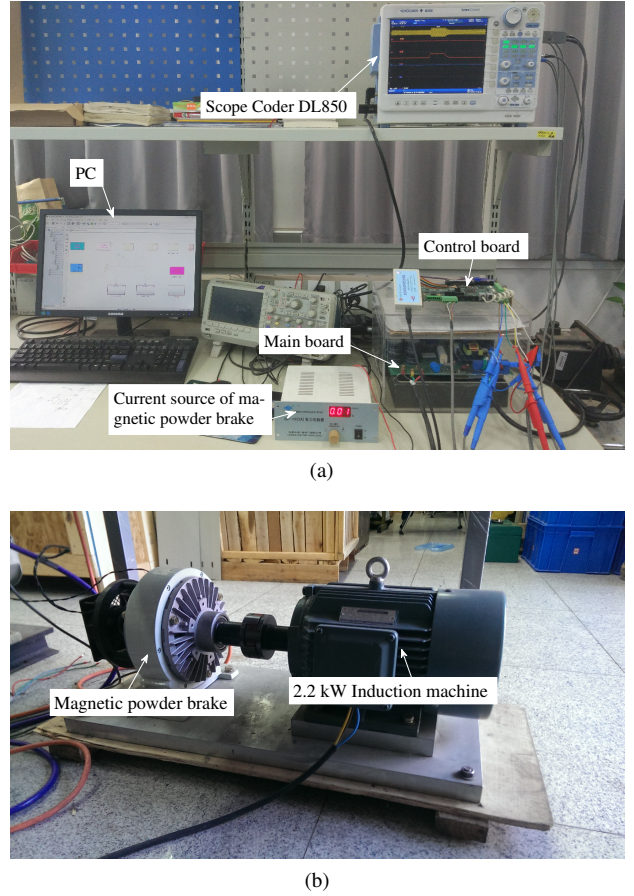 Scope Coder DL850
PC
Control board
Main board
Current source of ma-
gnetic powder brake
0.01
(a)
Magnetic powder brake
2.2 kW Induction machine
(b)